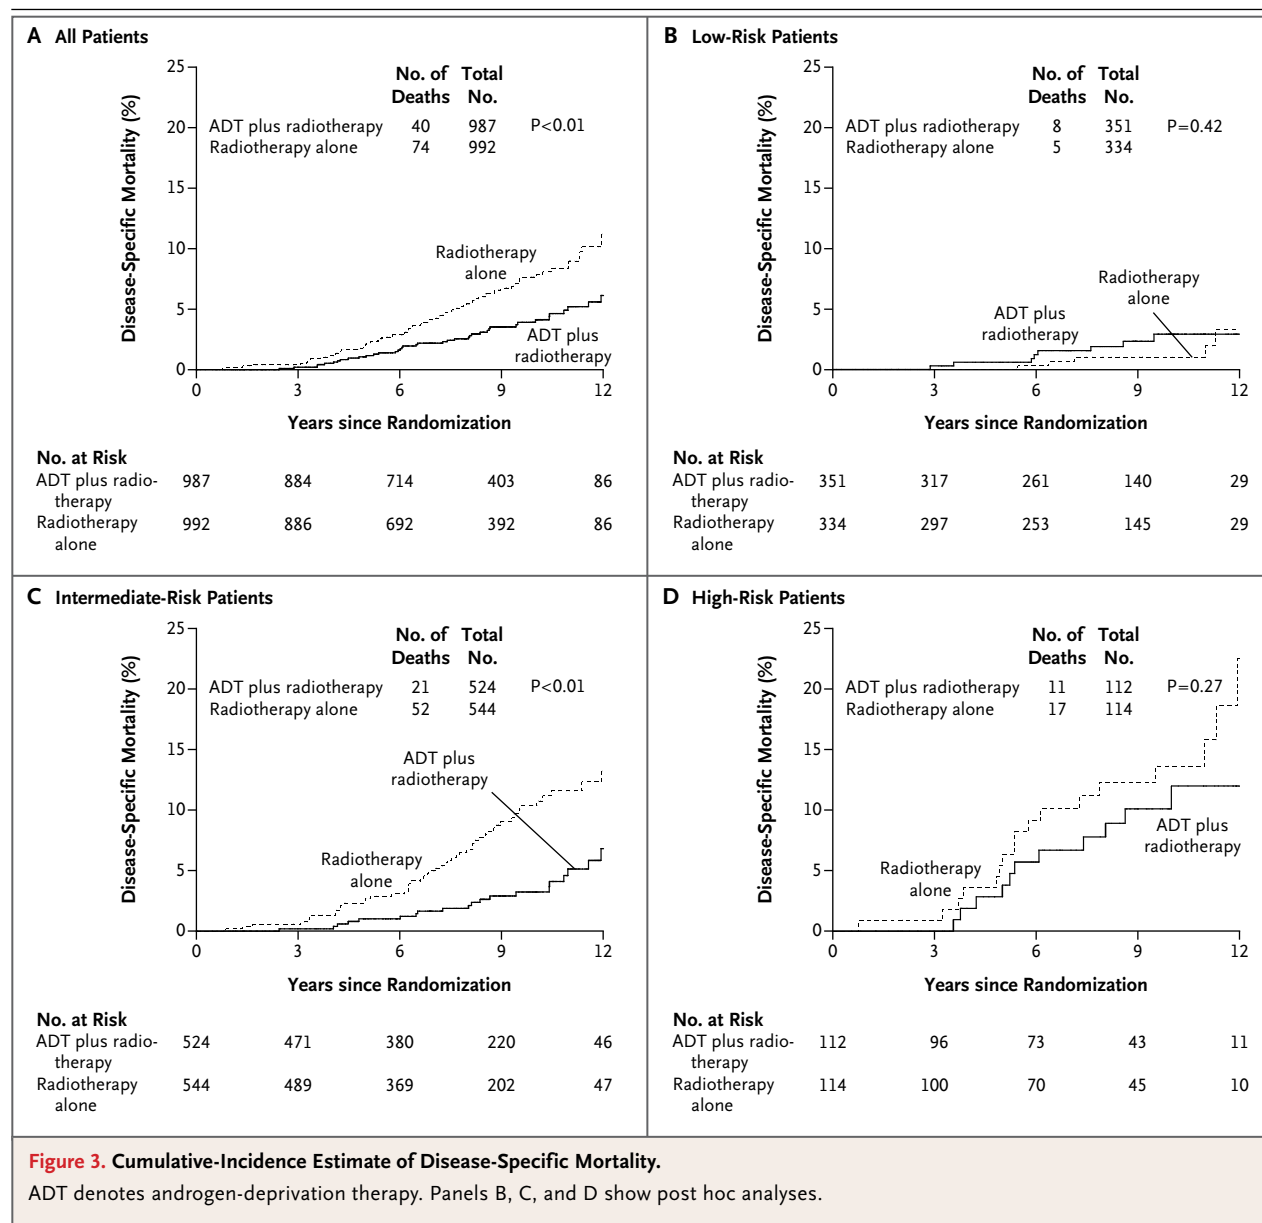 A All Patients
Disease-Specific Mortality (%)
25
20
15
10
5
0
No. of Total
Deaths No.
ADT plus radiotherapy 40 987 P<0.01
Radiotherapy alone 74 992
Radiotherapy
alone
ADT plus
radiotherapy
0 3 6 9 12
Years since Randomization
No. at Risk
ADT plus radio-
therapy
987 884 714 403 86
Radiotherapy
alone
992 886 692 392 86
B Low-Risk Patients
Disease-Specific Mortality (%)
25
20
15
10
5
0
No. of Total
Deaths No.
ADT plus radiotherapy 8 351 P=0.42
Radiotherapy alone 5 334
Radiotherapy
alone
ADT plus
radiotherapy
0 3 6 9 12
Years since Randomization
No. at Risk
ADT plus radio-
therapy
351 317 261 140 29
Radiotherapy
alone
334 297 253 145 29
C Intermediate-Risk Patients
Disease-Specific Mortality (%)
25
20
15
10
5
0
No. of Total
Deaths No.
ADT plus radiotherapy 21 524 P<0.01
Radiotherapy alone 52 544
ADT plus
radiotherapy
Radiotherapy
alone
0 3 6 9 12
Years since Randomization
No. at Risk
ADT plus radio-
therapy
524 471 380 220 46
Radiotherapy
alone
544 489 369 202 47
D High-Risk Patients
Disease-Specific Mortality (%)
25
20
15
10
5
0
No. of Total
Deaths No.
ADT plus radiotherapy 11 112 P=0.27
Radiotherapy alone 17 114
ADT plus
radiotherapy
Radiotherapy
alone
0 3 6 9 12
Years since Randomization
No. at Risk
ADT plus radio-
therapy
112 96 73 43 11
Radiotherapy
alone
114 100 70 45 10
Figure 3. Cumulative-Incidence Estimate of Disease-Specific Mortality.
ADT denotes androgen-deprivation therapy. Panels B, C, and D show post hoc analyses.